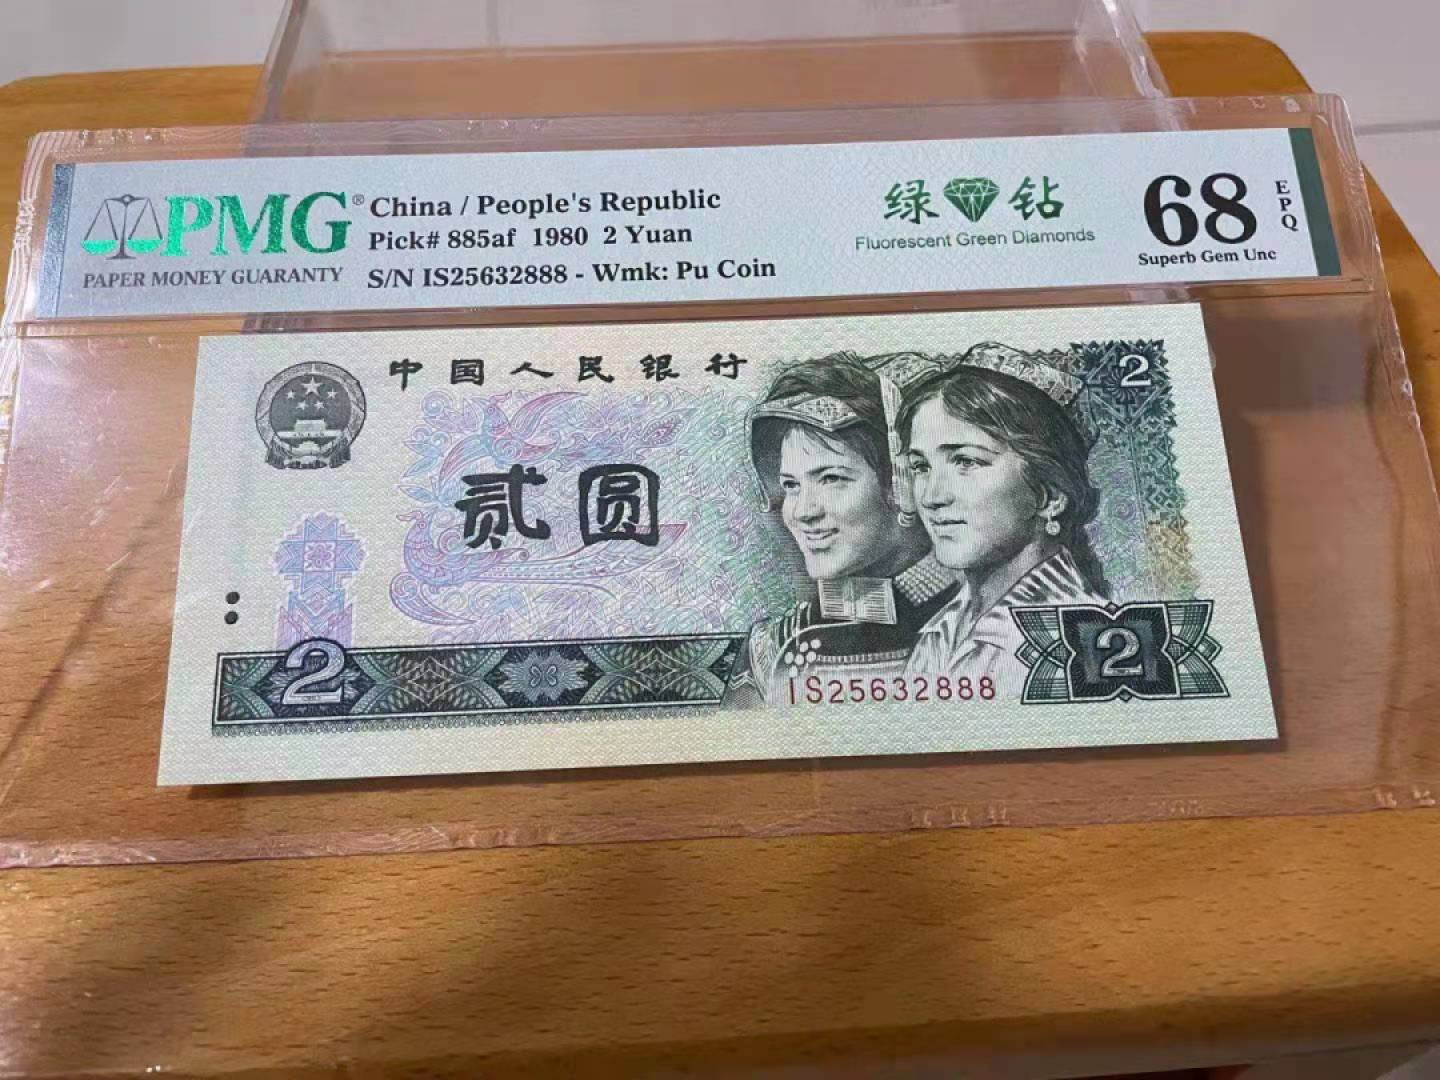 PMG®
PAPER MONEY GUARANTY
China / People's Republic
Pick# 885af 1980 2 Yuan
S/N IS25632888 - Wmk: Pu Coin
绿 钻
Fluorescent Green Diamonds
68
EPQ
Superb Gem Unc
中国人民银行
2
贰圆
2
2
IS25632888